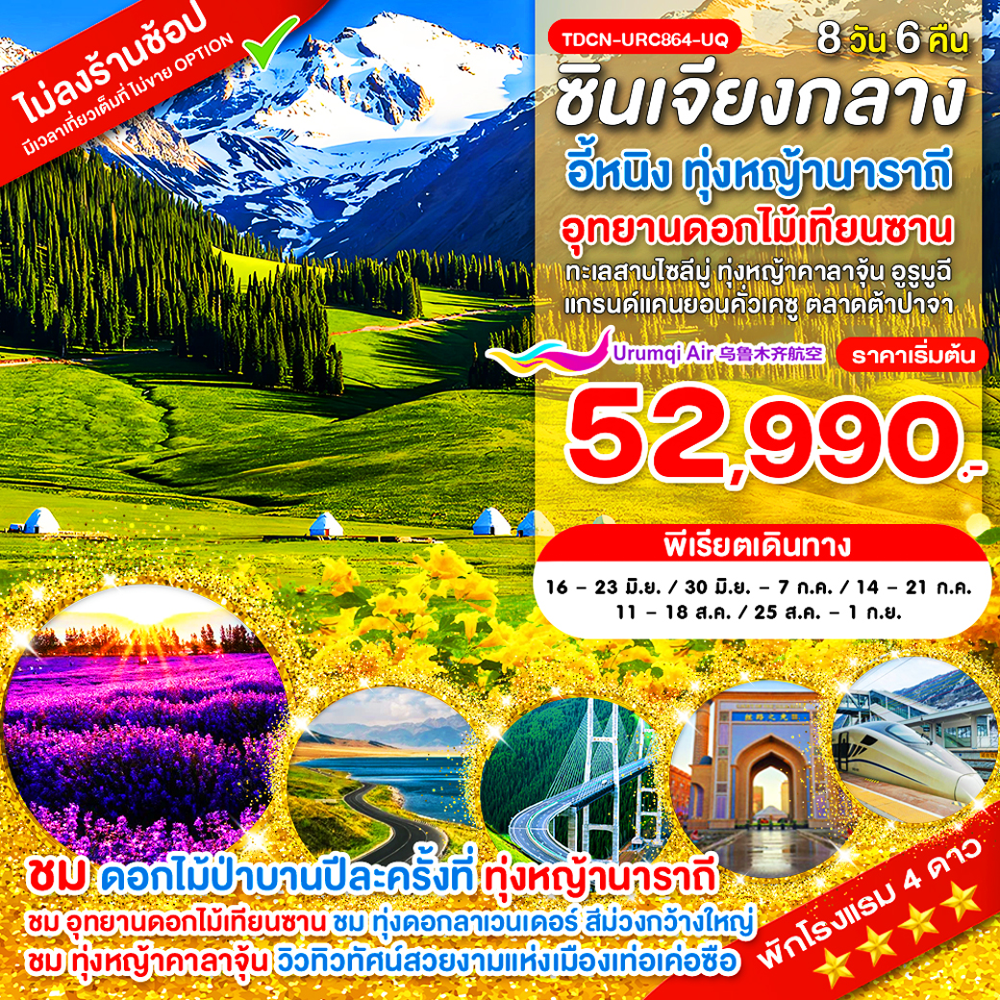 ไม่ลงร้านช้อป
มีเวลาเที่ยวเต็มที่ ไม่ขาย OPTION
TDCN-URC864-UQ
8 วัน 6 คืน
ซินเจียงกลาง
อี้หนิง ทุ่งหญ้านาราถี
อุทยานดอกไม้เทียนซาน
ทะเลสาบไซลีมู่ ทุ่งหญ้าคาลาจุ้น อูรูมูฉี
แกรนด์แคนยอนคั่วเคซู ตลาดต้าปาจา
Urumqi Air 乌鲁木齐航空
ราคาเริ่มต้น
52,990.-
พีเรียตเดินทาง
16 – 23 มิ.ย. / 30 มิ.ย. – 7 ก.ค. / 14 – 21 ก.ค.
11 – 18 ส.ค. / 25 ส.ค. – 1 ก.ย.
ชม ดอกไม้ป่าบานปีละครั้งที่ ทุ่งหญ้านาราถี
ชม อุทยานดอกไม้เทียนซาน ชม ทุ่งดอกลาเวนเดอร์ สีม่วงกว้างใหญ่
ชม ทุ่งหญ้าคาลาจุ้น วิวทิวทัศน์สวยงามแห่งเมืองเท่อเค่อซือ
พักโรงแรม 4 ดาว